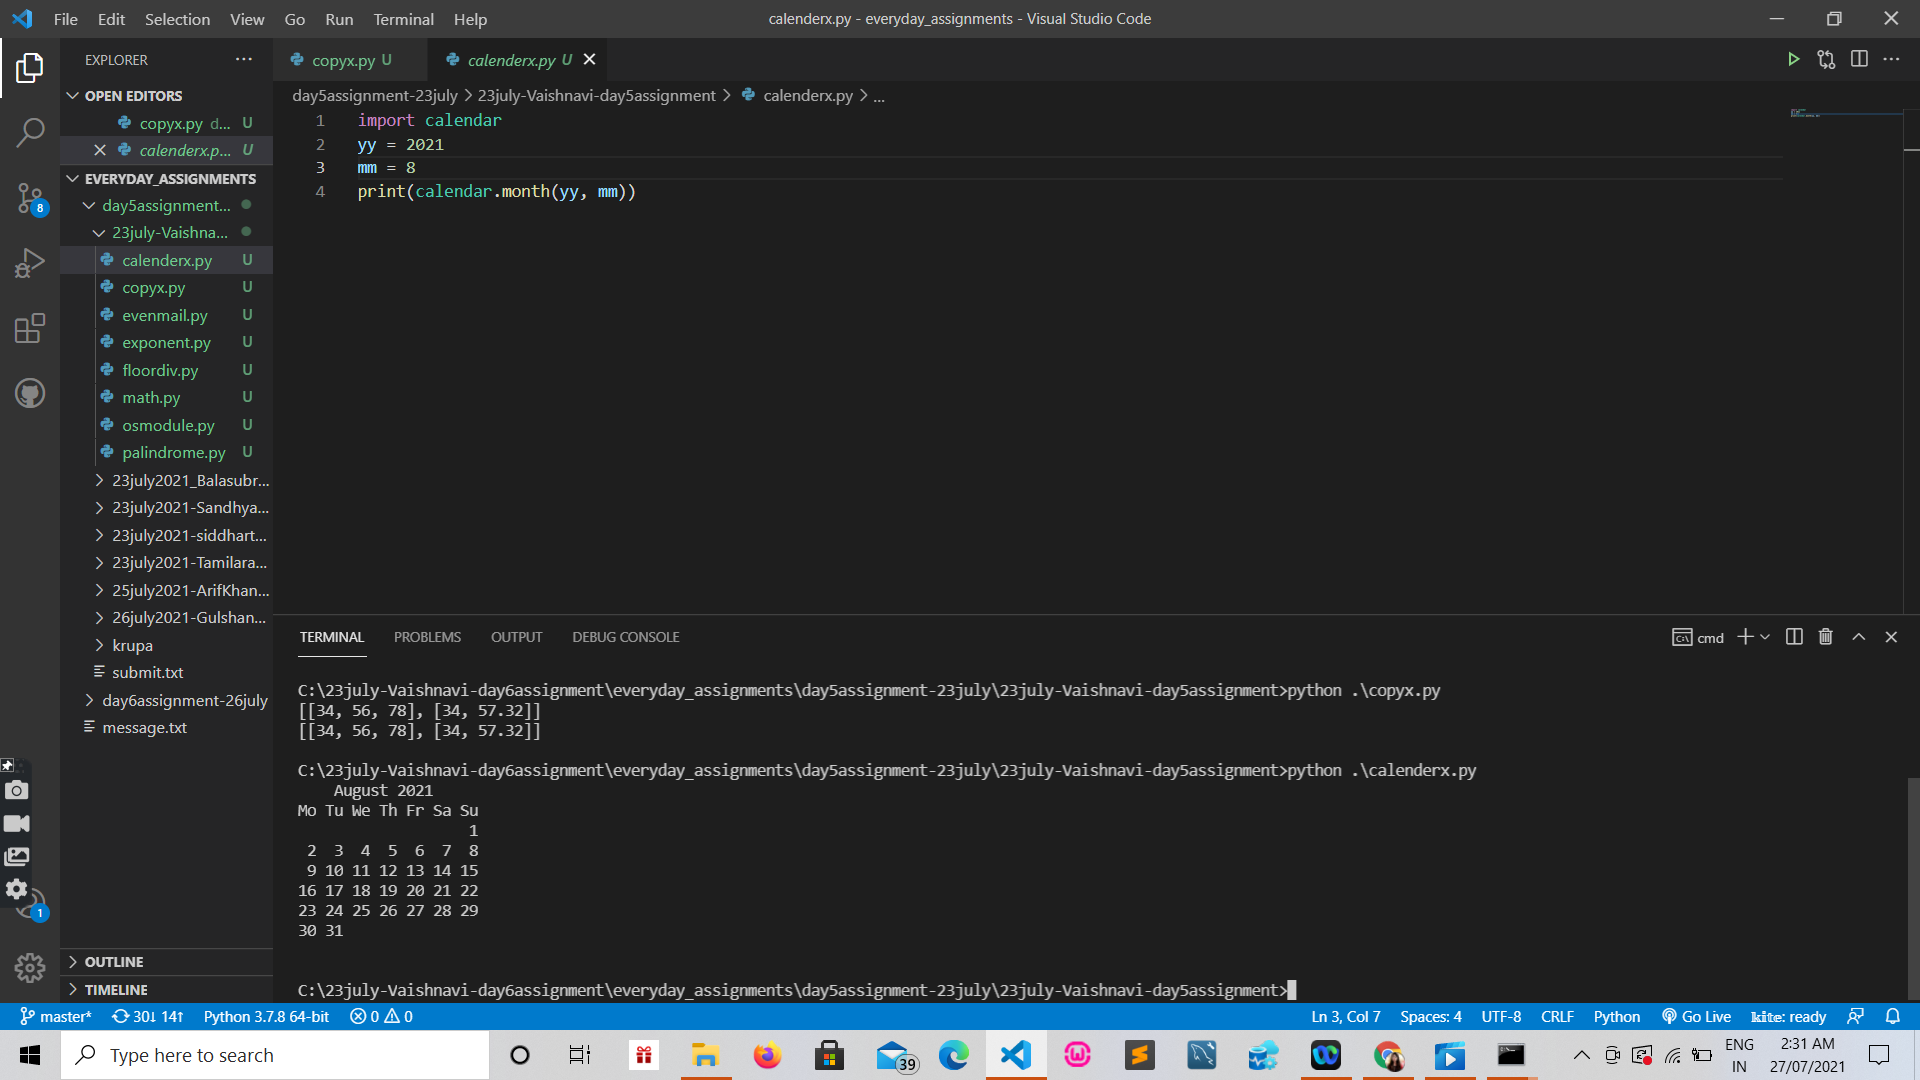 File Edit Selection View Go Run Terminal Help
calenderx.py - everyday_assignments - Visual Studio Code
EXPLORER
OPEN EDITORS
copyx.py d... U
calenderx.p... U
EVERYDAY_ASSIGNMENTS
day5assignment...
23july-Vaishna...
calenderx.py U
copyx.py U
evenmail.py U
exponent.py U
floordiv.py U
math.py U
osmodule.py U
palindrome.py U
23july2021_Balasubr...
23july2021-Sandhya...
23july2021-siddhart...
23july2021-Tamilara...
25july2021-ArifKhan...
26july2021-Gulshan...
krupa
submit.txt
day6assignment-26july
message.txt
OUTLINE
TIMELINE
8
1
copyx.py U
calenderx.py U
day5assignment-23july > 23july-Vaishnavi-day5assignment > calenderx.py > ...
1 import calendar
2 yy = 2021
3 mm = 8
4 print(calendar.month(yy, mm))
TERMINAL PROBLEMS OUTPUT DEBUG CONSOLE
cmd
C:\23july-Vaishnavi-day6assignment\everyday_assignments\day5assignment-23july\23july-Vaishnavi-day5assignment>python .\copyx.py
[[34, 56, 78], [34, 57.32]]
[[34, 56, 78], [34, 57.32]]
C:\23july-Vaishnavi-day6assignment\everyday_assignments\day5assignment-23july\23july-Vaishnavi-day5assignment>python .\calenderx.py
August 2021
Mo Tu We Th Fr Sa Su
1
2 3 4 5 6 7 8
9 10 11 12 13 14 15
16 17 18 19 20 21 22
23 24 25 26 27 28 29
30 31
C:\23july-Vaishnavi-day6assignment\everyday_assignments\day5assignment-23july\23july-Vaishnavi-day5assignment>
master* 30↓ 14↑ Python 3.7.8 64-bit 0 0
Ln 3, Col 7 Spaces: 4 UTF-8 CRLF Python Go Live kite: ready
Type here to search
39
ENG
IN
2:31 AM
27/07/2021